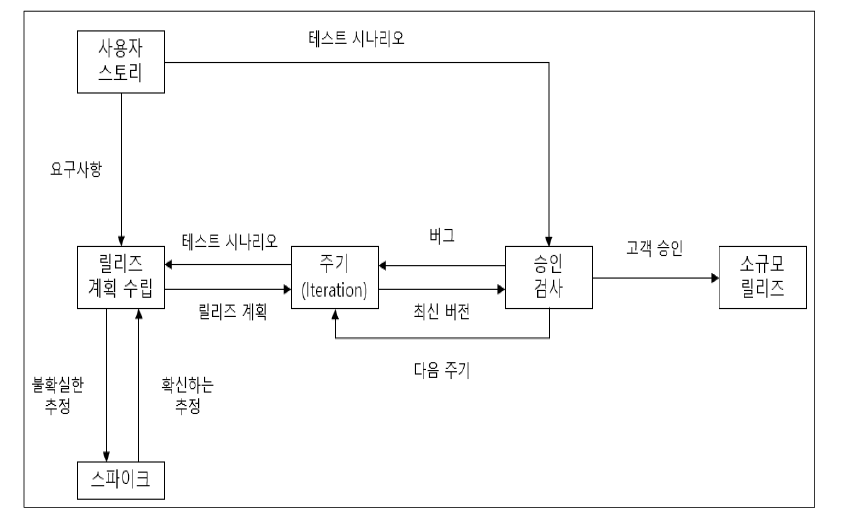 사용자
스토리
테스트 시나리오
요구사항
릴리즈
계획 수립
테스트 시나리오
릴리즈 계획
주기
(Iteration)
버그
최신 버전
다음 주기
승인
검사
고객 승인
소규모
릴리즈
불확실한
추정
확신하는
추정
스파이크